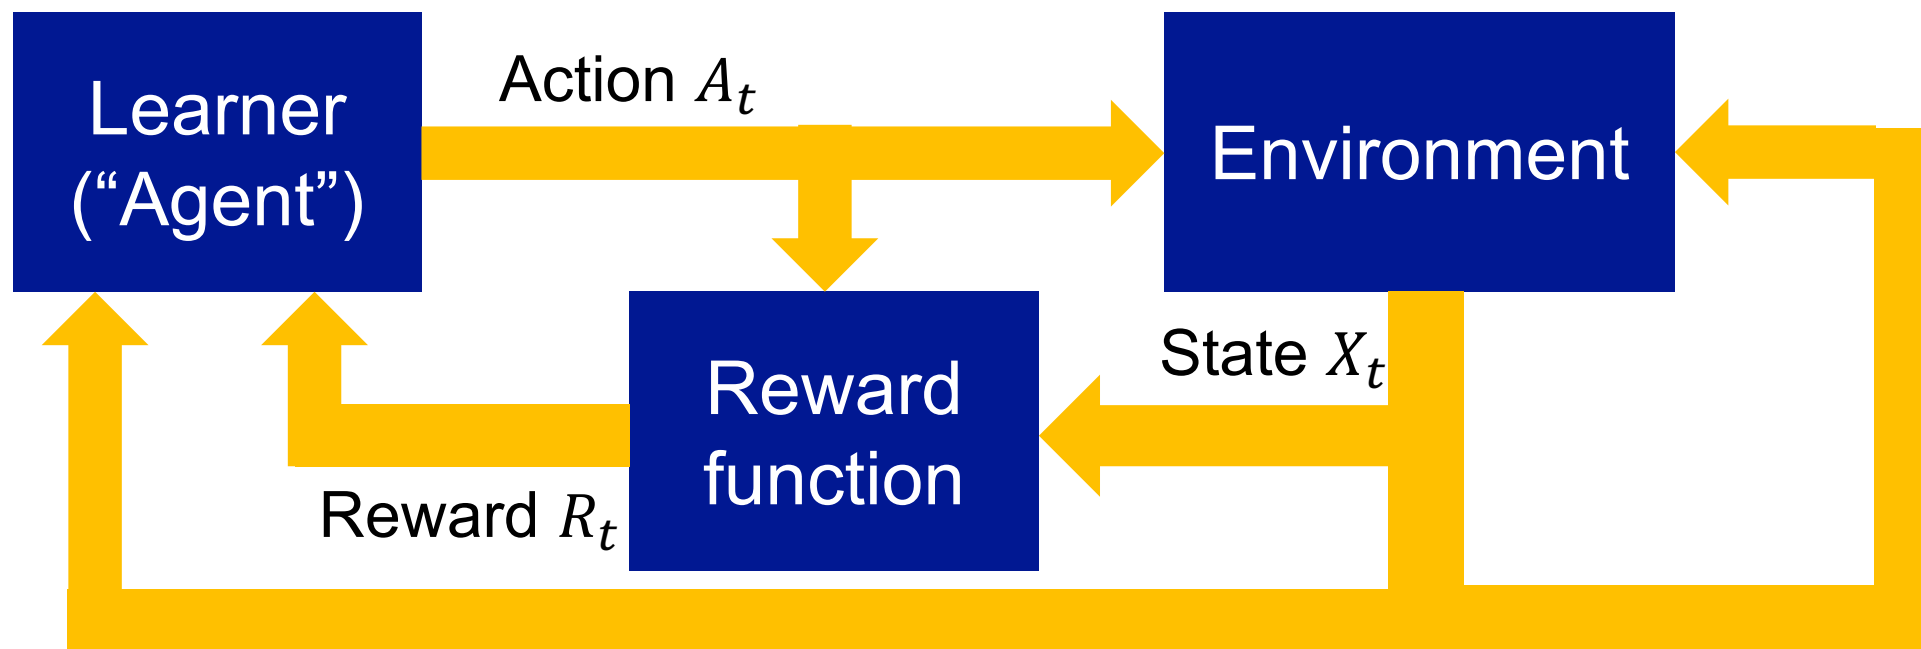 Learner
(“Agent”)
Action A_t
Environment
Reward
function
State X_t
Reward R_t